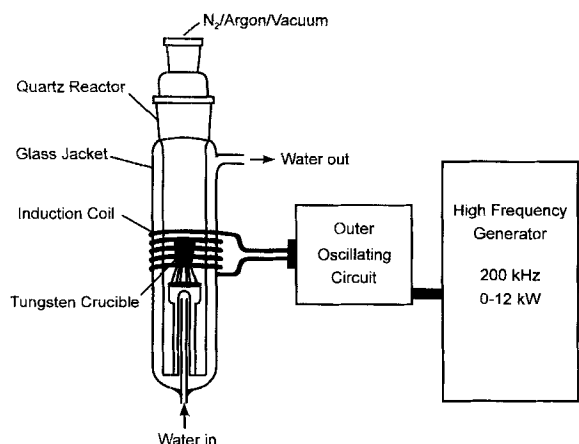 N₂/Argon/Vacuum
Quartz Reactor
Glass Jacket
Water out
Induction Coil
Tungsten Crucible
Water in
Outer
Oscillating
Circuit
High Frequency
Generator
200 kHz
0-12 kW